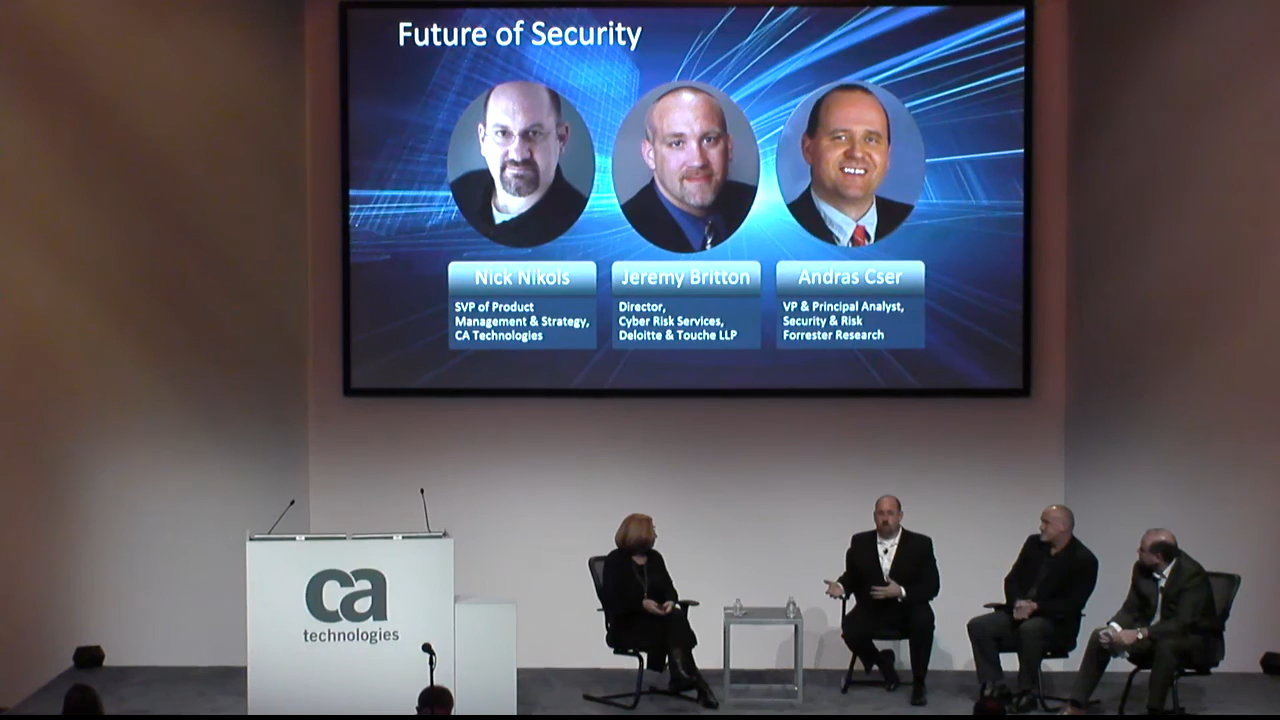 Future of Security
Nick Nikols
SVP of Product
Management & Strategy,
CA Technologies
Jeremy Britton
Director,
Cyber Risk Services,
Deloitte & Touche LLP
Andras Cser
VP & Principal Analyst,
Security & Risk
Forrester Research
ca
technologies